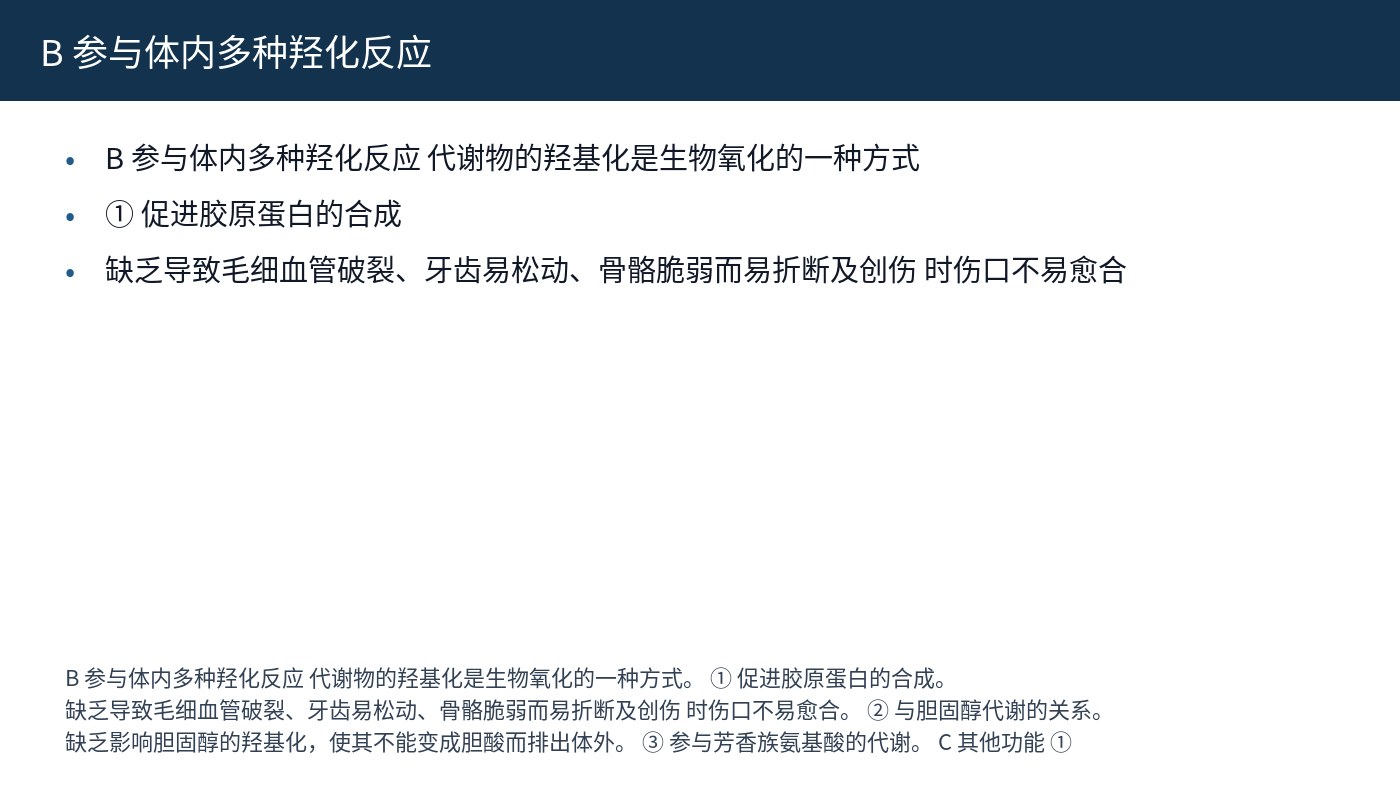 B 参与体内多种羟化反应
• B 参与体内多种羟化反应 代谢物的羟基化是生物氧化的一种方式
• ① 促进胶原蛋白的合成
• 缺乏导致毛细血管破裂、牙齿易松动、骨骼脆弱而易折断及创伤 时伤口不易愈合
B 参与体内多种羟化反应 代谢物的羟基化是生物氧化的一种方式。 ① 促进胶原蛋白的合成。
缺乏导致毛细血管破裂、牙齿易松动、骨骼脆弱而易折断及创伤 时伤口不易愈合。 ② 与胆固醇代谢的关系。
缺乏影响胆固醇的羟基化，使其不能变成胆酸而排出体外。 ③ 参与芳香族氨基酸的代谢。 C 其他功能 ①